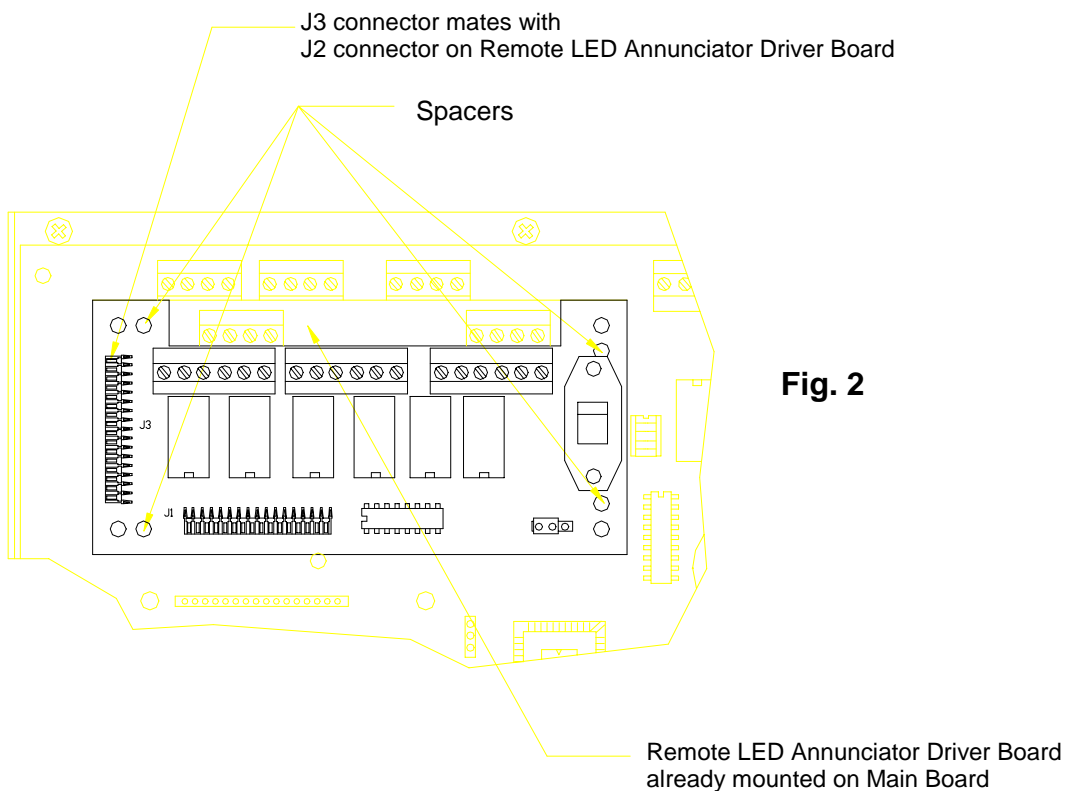 J3 connector mates with
J2 connector on Remote LED Annunciator Driver Board
Spacers
Fig. 2
J3
J1
Remote LED Annunciator Driver Board
already mounted on Main Board